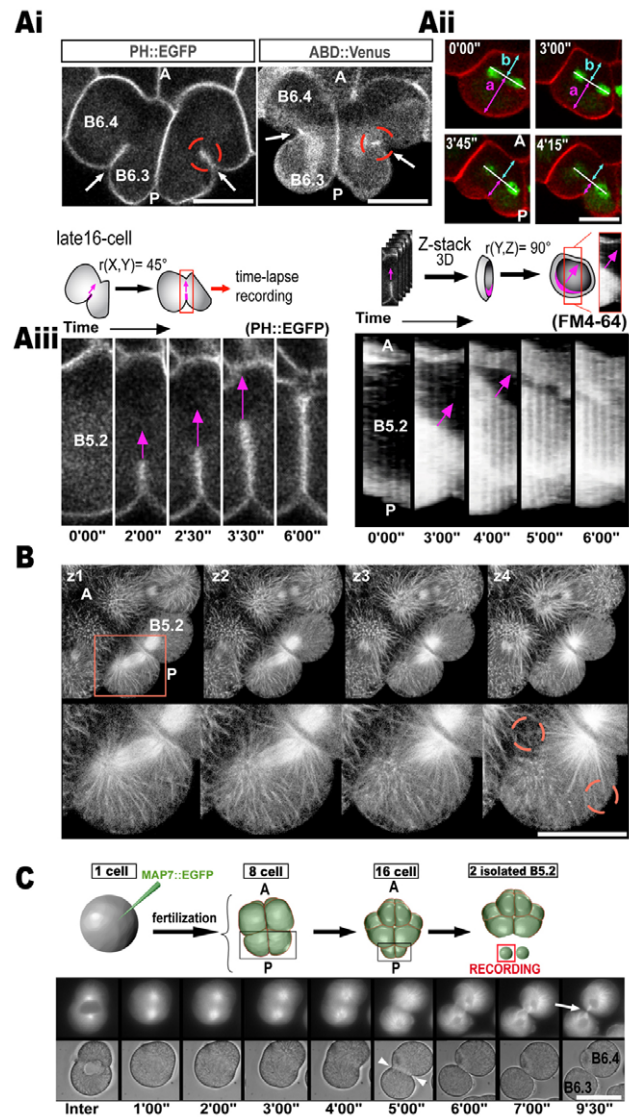 Ai
Aii
PH::EGFP
ABD::Venus
A
B6.4
B6.3
P
A
B6.4
B6.3
P
0'00"
3'00"
b
a
b
a
3'45"
A
4'15"
P
late16-cell
r(X,Y)= 45°
time-lapse
recording
Z-stack
3D
r(Y,Z)= 90°
Time
(PH::EGFP)
Time
(FM4-64)
Aiii
B5.2
0'00"
2'00"
2'30"
3'30"
6'00"
A
B5.2
P
0'00"
3'00"
4'00"
5'00"
6'00"
B
z1
z2
z3
z4
A
B5.2
P
C
1 cell
MAP7::EGFP
fertilization
8 cell
A
P
16 cell
A
P
2 isolated B5.2
RECORDING
B6.4
B6.3
Inter
1'00"
2'00"
3'00"
4'00"
5'00"
6'00"
7'00"
9'30"